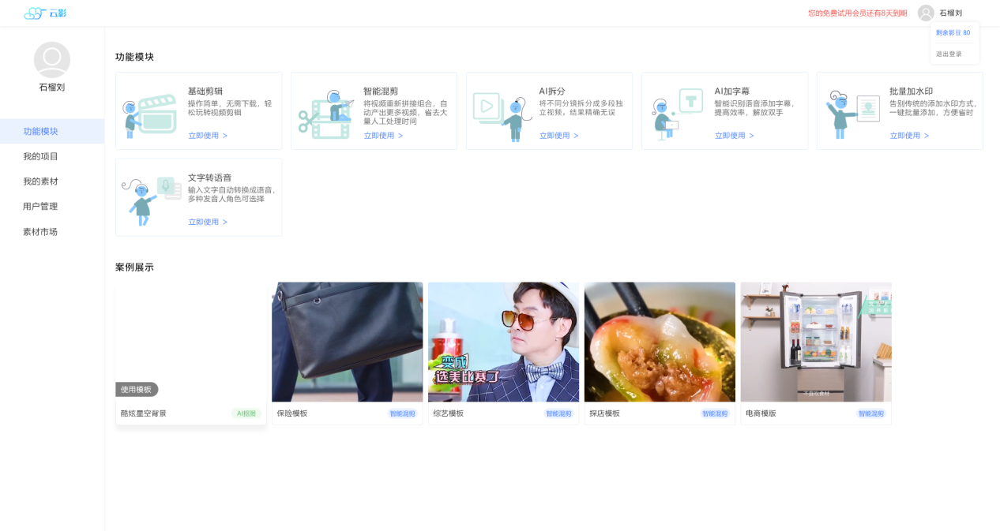 云影
您的免费试用会员还有8天到期
石榴刘
剩余影豆 80
退出登录
石榴刘
功能模块
我的项目
我的素材
用户管理
素材市场
功能模块
基础剪辑
操作简单，无需下载，轻
松玩转视频剪辑
立即使用 >
智能混剪
将视频重新拼接组合，自
动产出更多视频，省去大
量人工处理时间
立即使用 >
AI拆分
将不同分镜拆分成多段独
立视频，结果精确无误
立即使用 >
AI加字幕
智能识别语音添加字幕，
提高效率，解放双手
立即使用 >
批量加水印
告别传统的添加水印方式，
一键批量添加，方便省时
立即使用 >
文字转语音
输入文字自动转换成语音，
多种发音人角色可选择
立即使用 >
案例展示
使用模板
酷炫星空背景
AI抠图
保险模板
智能混剪
变成
选美比赛了
综艺模板
智能混剪
探店模板
智能混剪
电商模版
智能混剪